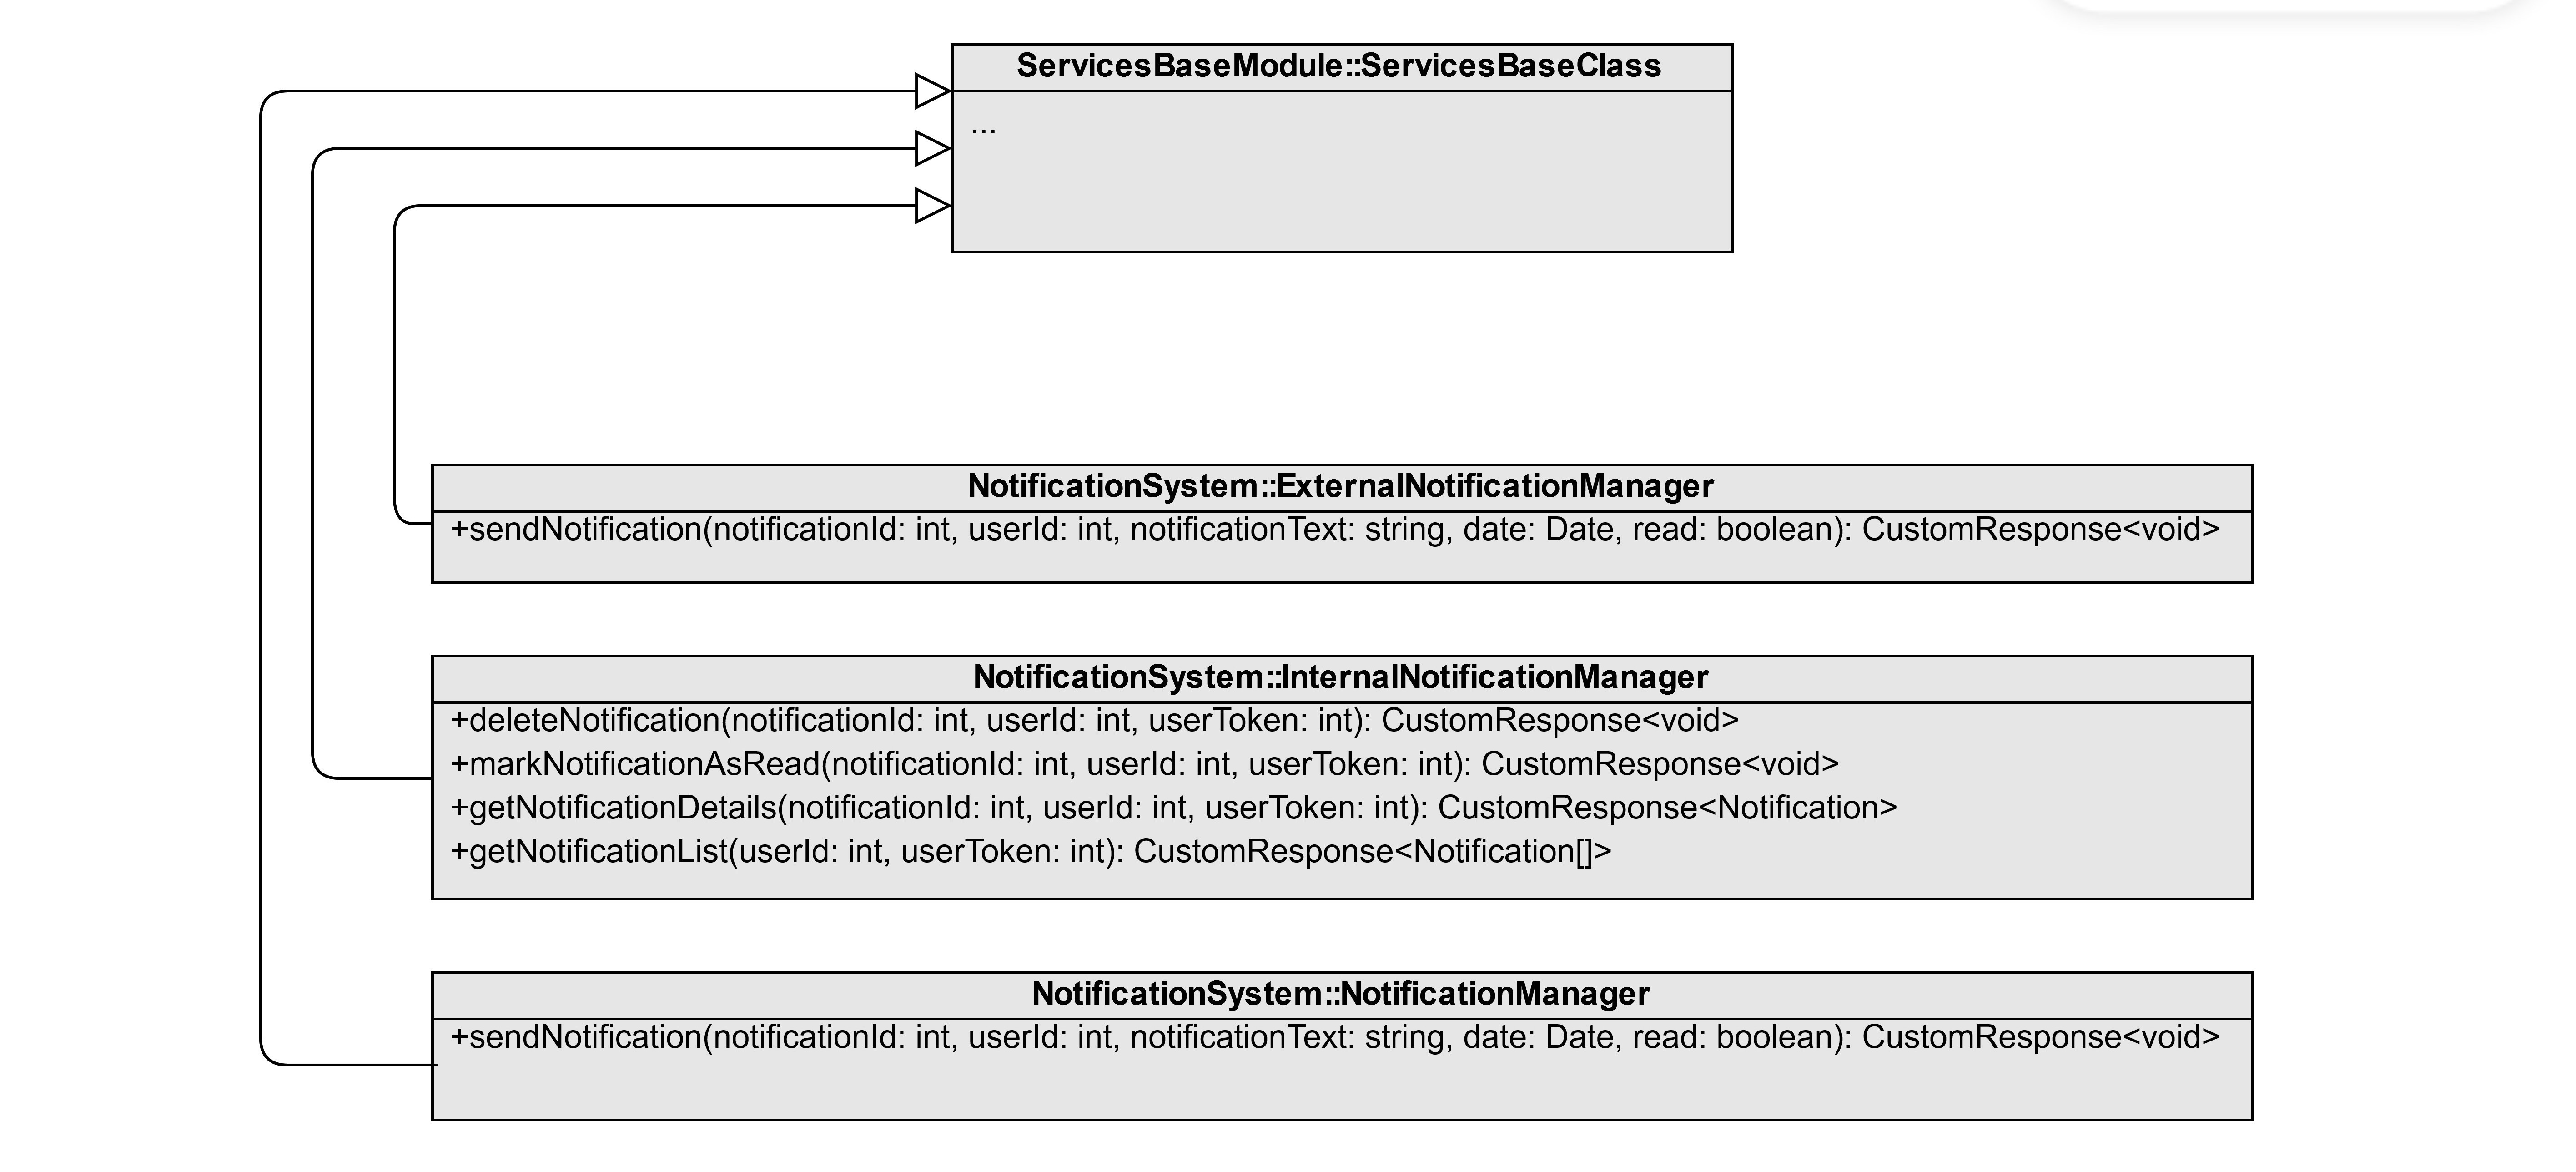 ServicesBaseModule::ServicesBaseClass
...
NotificationSystem::ExternalNotificationManager
+sendNotification(notificationId: int, userId: int, notificationText: string, date: Date, read: boolean): CustomResponse<void>
NotificationSystem::InternalNotificationManager
+deleteNotification(notificationId: int, userId: int, userToken: int): CustomResponse<void>
+markNotificationAsRead(notificationId: int, userId: int, userToken: int): CustomResponse<void>
+getNotificationDetails(notificationId: int, userId: int, userToken: int): CustomResponse<Notification>
+getNotificationList(userId: int, userToken: int): CustomResponse<Notification[]>
NotificationSystem::NotificationManager
+sendNotification(notificationId: int, userId: int, notificationText: string, date: Date, read: boolean): CustomResponse<void>